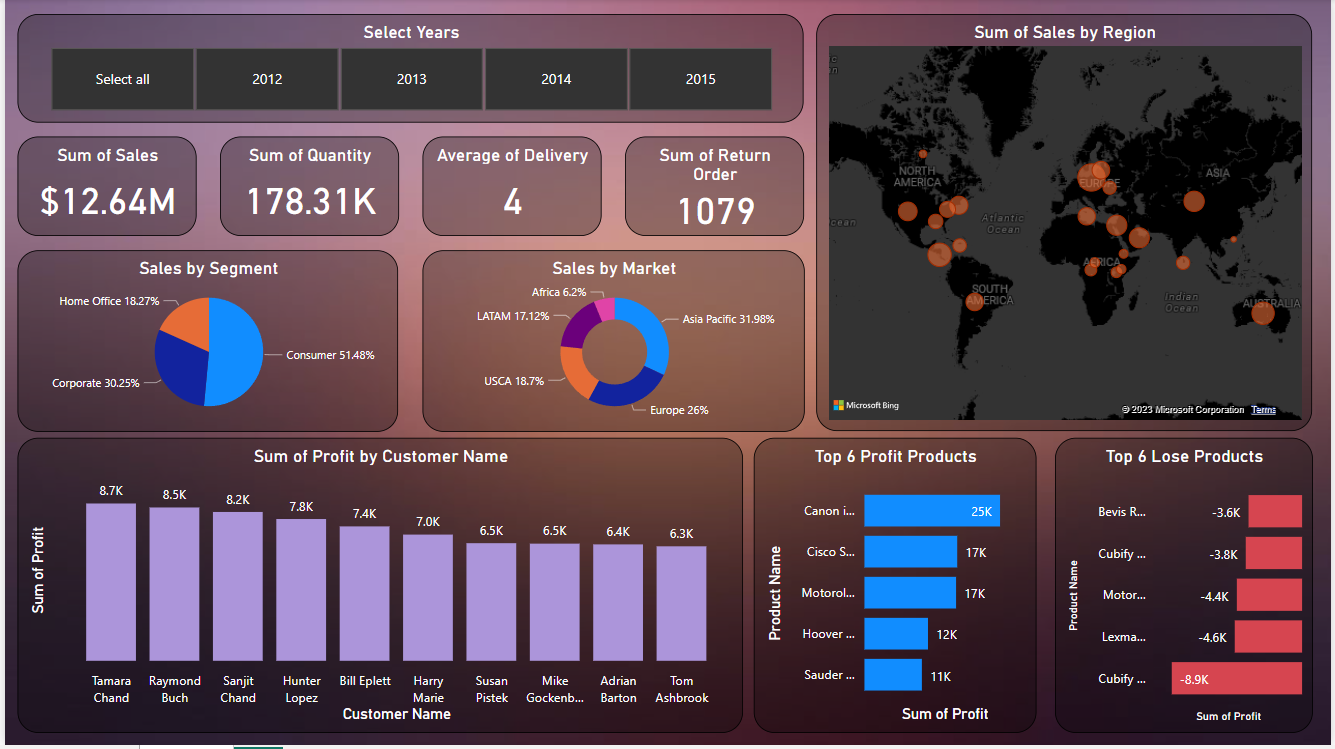 Select Years
Select all
2012
2013
2014
2015
Sum of Sales
$12.64M
Sum of Quantity
178.31K
Average of Delivery
4
Sum of Return
Order
1079
Sum of Sales by Region
NORTH
AMERICA
EUROPE
ASIA
Atlantic
Ocean
AFRICA
SOUTH
AMERICA
Indian
Ocean
AUSTRALIA
Microsoft Bing
© 2023 Microsoft Corporation Terms
Sales by Segment
Home Office 18.27%
Consumer 51.48%
Corporate 30.25%
Sales by Market
Africa 6.2%
LATAM 17.12%
Asia Pacific 31.98%
USCA 18.7%
Europe 26%
Sum of Profit by Customer Name
Sum of Profit
8.7K
8.5K
8.2K
7.8K
7.4K
7.0K
6.5K
6.5K
6.4K
6.3K
Tamara
Chand
Raymond
Buch
Sanjit
Chand
Hunter
Lopez
Bill Eplett
Harry
Marie
Susan
Pistek
Mike
Gockenb...
Adrian
Barton
Tom
Ashbrook
Customer Name
Top 6 Profit Products
Product Name
Canon i...
25K
Cisco S...
17K
Motorol...
17K
Hoover ...
12K
Sauder ...
11K
Sum of Profit
Top 6 Lose Products
Product Name
Bevis R...
-3.6K
Cubify ...
-3.8K
Motor...
-4.4K
Lexma...
-4.6K
Cubify ...
-8.9K
Sum of Profit